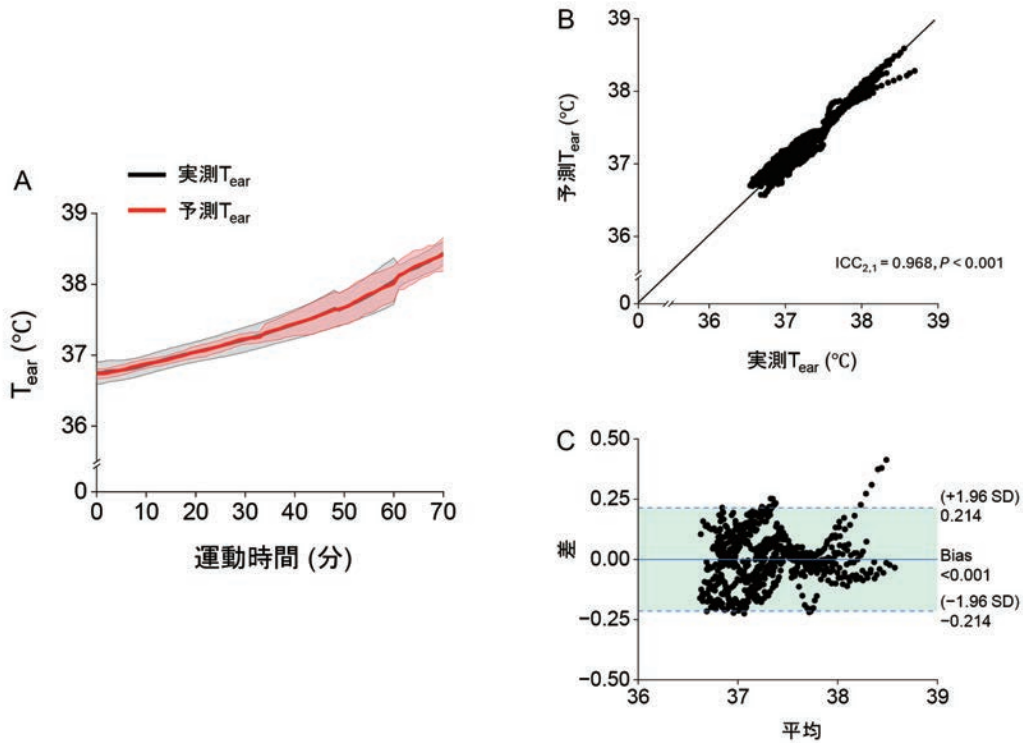 A
実測Tear
予測Tear
39
38
37
36
0
Tear (℃)
0 10 20 30 40 50 60 70
運動時間 (分)
B
39
38
37
36
0
予測Tear (℃)
ICC2,1 = 0.968, P < 0.001
0 36 37 38 39
実測Tear (℃)
C
0.50
0.25
0.00
−0.25
−0.50
差
(+1.96 SD)
0.214
Bias
<0.001
(−1.96 SD)
−0.214
36 37 38 39
平均